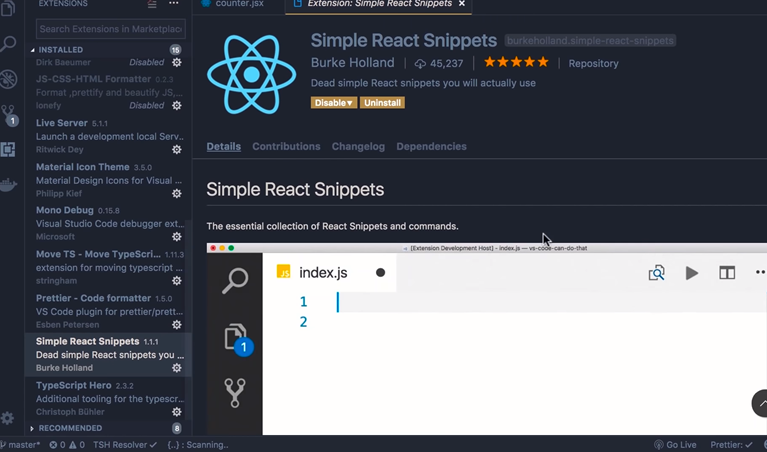 EXTENSIONS
counter.jsx
Extension: Simple React Snippets
Search Extensions in Marketplac
INSTALLED 15
Dirk Baeumer Disabled
JS-CSS-HTML Formatter 0.2.3
Format ,prettify and beautify JS,...
lonefy Disabled
Live Server 5.1.1
Launch a development local Serv...
Ritwick Dey
Material Icon Theme 3.5.0
Material Design Icons for Visual ...
Philipp Kief
Mono Debug 0.15.8
Visual Studio Code debugger ext...
Microsoft
Move TS - Move TypeScri... 1.11.3
extension for moving typescript ...
stringham
Prettier - Code formatter 1.5.0
VS Code plugin for prettier/prett...
Esben Petersen
Simple React Snippets 1.1.1
Dead simple React snippets you ...
Burke Holland
TypeScript Hero 2.3.2
Additional tooling for the typescr...
Christoph Bühler
RECOMMENDED 8
1
Simple React Snippets burkeholland.simple-react-snippets
Burke Holland 45,237 Repository
Dead simple React snippets you will actually use
Disable Uninstall
Details Contributions Changelog Dependencies
Simple React Snippets
The essential collection of React Snippets and commands.
[Extension Development Host] - index.js — vs-code-can-do-that
JS index.js
1
2
1
master* 0 0 TSH Resolver {..} : Scanning.. Go Live Prettier: